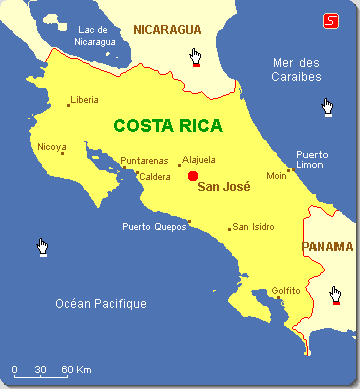 Lac de
Nicaragua
NICARAGUA
S
Mer des
Caraibes
Liberia
COSTA RICA
Nicoya
Puntarenas
Alajuela
Caldera
San José
Moin
Puerto
Limon
Puerto Quepos
San Isidro
PANAMA
Golfito
Océan Pacifique
0 30 60 Km